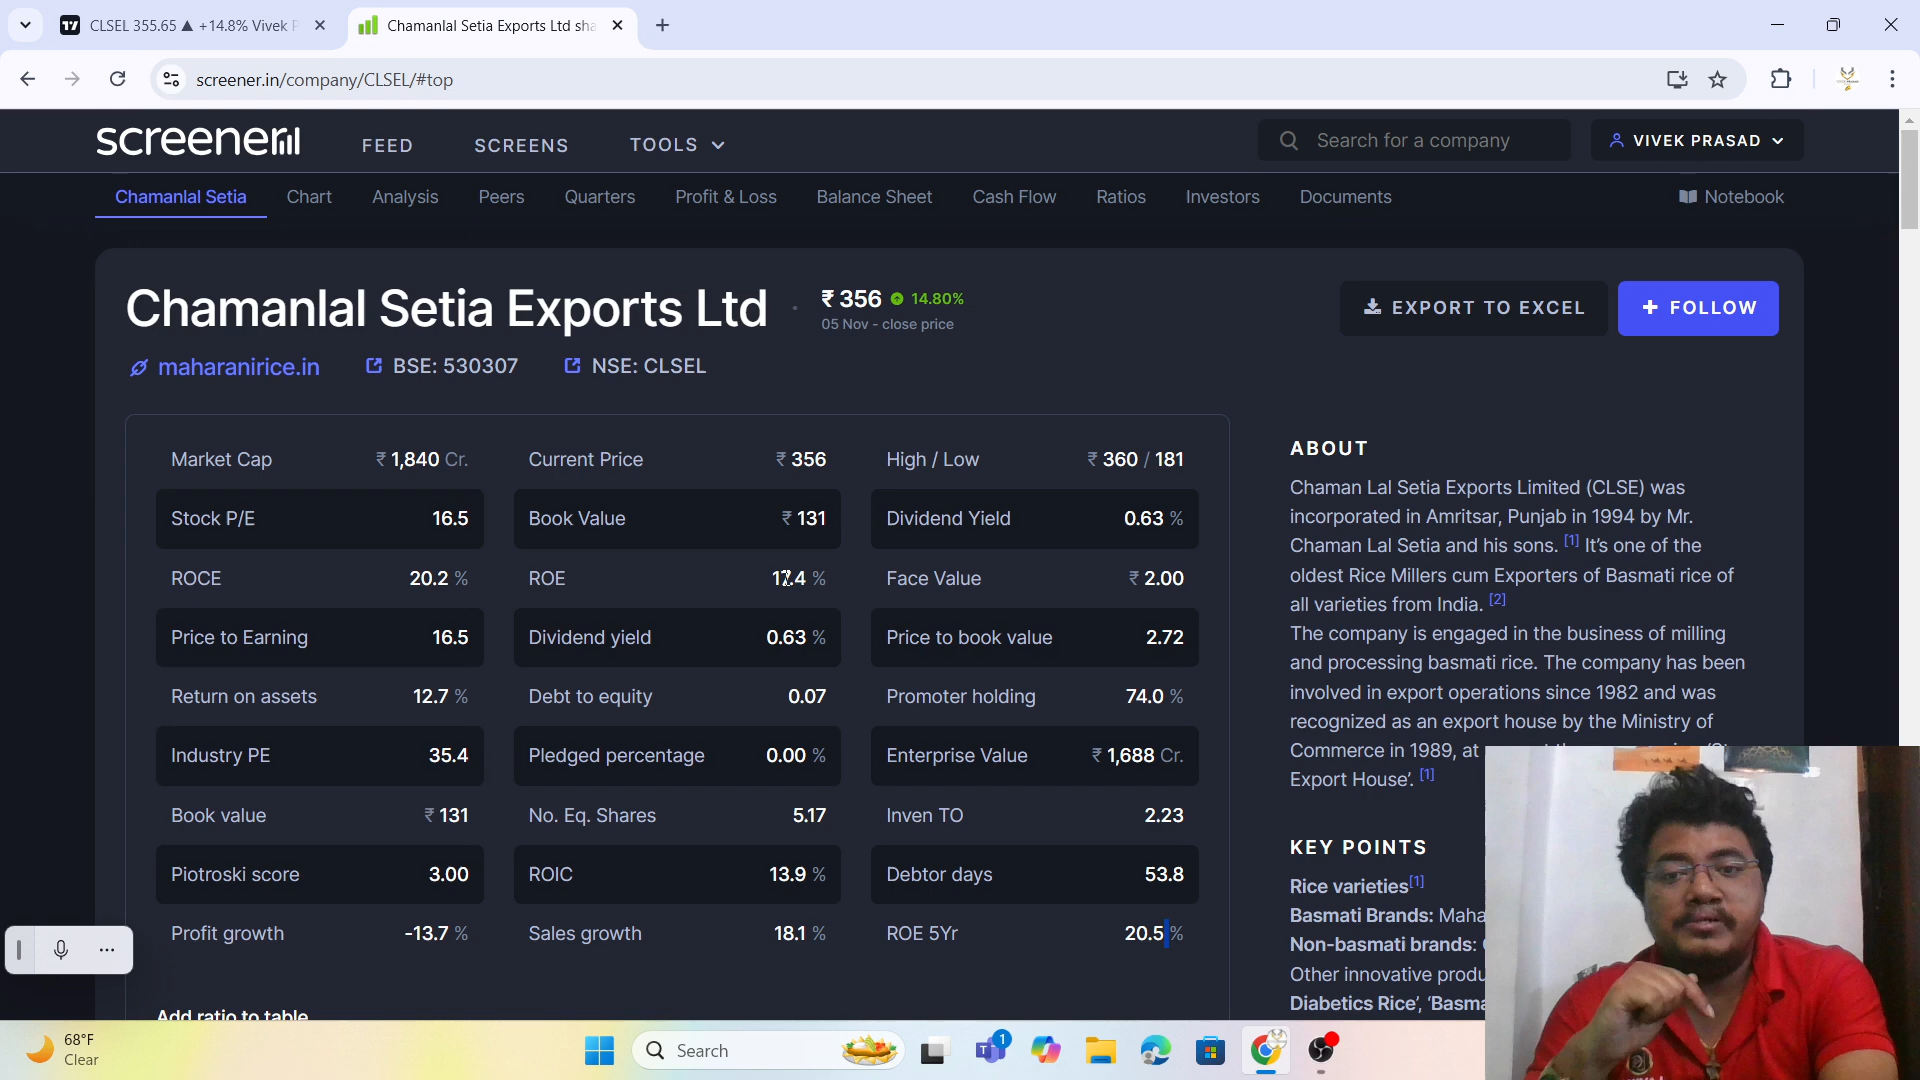 CLSEL 355.65 ▲ +14.8% Vivek P
Chamanlal Setia Exports Ltd sha
screener.in/company/CLSEL/#top
screener
FEED
SCREENS
TOOLS
Search for a company
VIVEK PRASAD
Chamanlal Setia
Chart
Analysis
Peers
Quarters
Profit & Loss
Balance Sheet
Cash Flow
Ratios
Investors
Documents
Notebook
Chamanlal Setia Exports Ltd
₹ 356 14.80%
05 Nov - close price
EXPORT TO EXCEL
+ FOLLOW
maharanirice.in
BSE: 530307
NSE: CLSEL
Market Cap ₹ 1,840 Cr.
Current Price ₹ 356
High / Low ₹ 360 / 181
Stock P/E 16.5
Book Value ₹ 131
Dividend Yield 0.63 %
ROCE 20.2 %
ROE 17.4 %
Face Value ₹ 2.00
Price to Earning 16.5
Dividend yield 0.63 %
Price to book value 2.72
Return on assets 12.7 %
Debt to equity 0.07
Promoter holding 74.0 %
Industry PE 35.4
Pledged percentage 0.00 %
Enterprise Value ₹ 1,688 Cr.
Book value ₹ 131
No. Eq. Shares 5.17
Inven TO 2.23
Piotroski score 3.00
ROIC 13.9 %
Debtor days 53.8
Profit growth -13.7 %
Sales growth 18.1 %
ROE 5Yr 20.5 %
Add ratio to table
ABOUT
Chaman Lal Setia Exports Limited (CLSE) was
incorporated in Amritsar, Punjab in 1994 by Mr.
Chaman Lal Setia and his sons. [1] It's one of the
oldest Rice Millers cum Exporters of Basmati rice of
all varieties from India. [2]
The company is engaged in the business of milling
and processing basmati rice. The company has been
involved in export operations since 1982 and was
recognized as an export house by the Ministry of
Commerce in 1989, at
Export House'. [1]
KEY POINTS
Rice varieties[1]
Basmati Brands: Maha
Non-basmati brands:
Other innovative produ
Diabetics Rice', 'Basma
68°F
Clear
Search
1